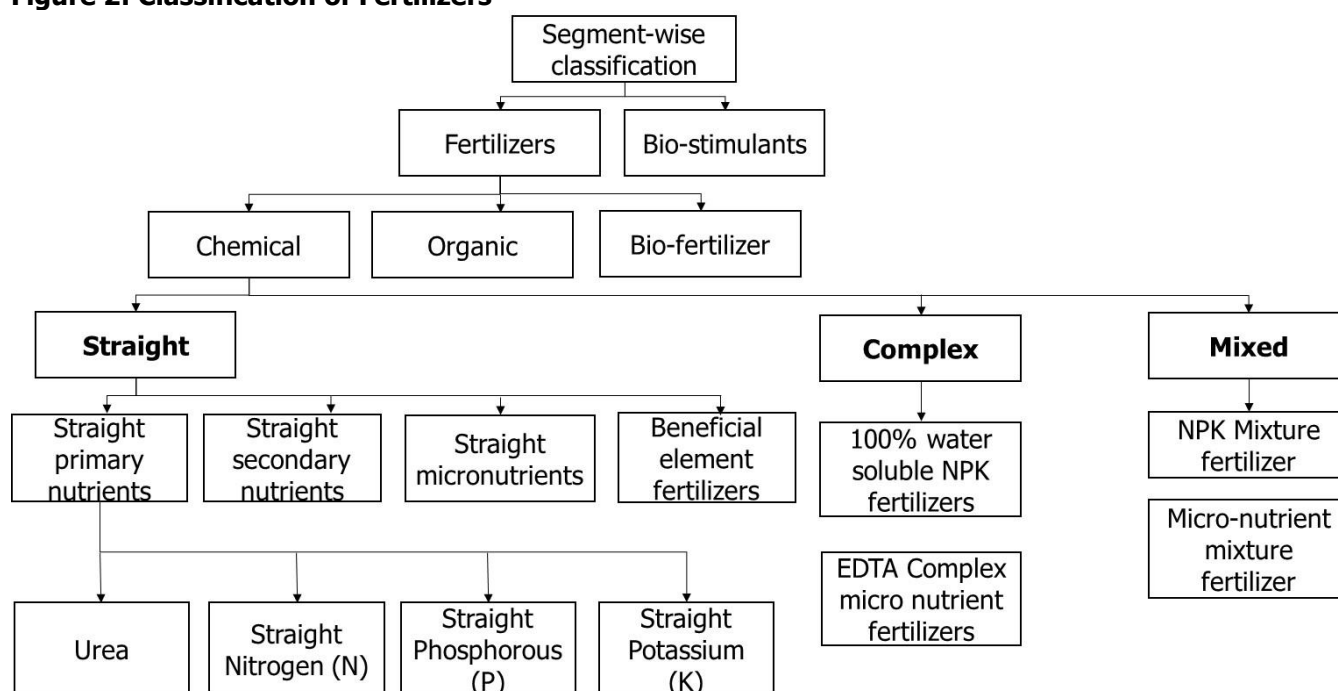 Figure 2: Classification of Fertilizers
Segment-wise
classification
Fertilizers
Bio-stimulants
Chemical
Organic
Bio-fertilizer
Straight
Complex
Mixed
Straight
primary
nutrients
Straight
secondary
nutrients
Straight
micronutrients
Beneficial
element
fertilizers
100% water
soluble NPK
fertilizers
NPK Mixture
fertilizer
EDTA Complex
micro nutrient
fertilizers
Micro-nutrient
mixture
fertilizer
Urea
Straight
Nitrogen (N)
Straight
Phosphorous
(P)
Straight
Potassium
(K)